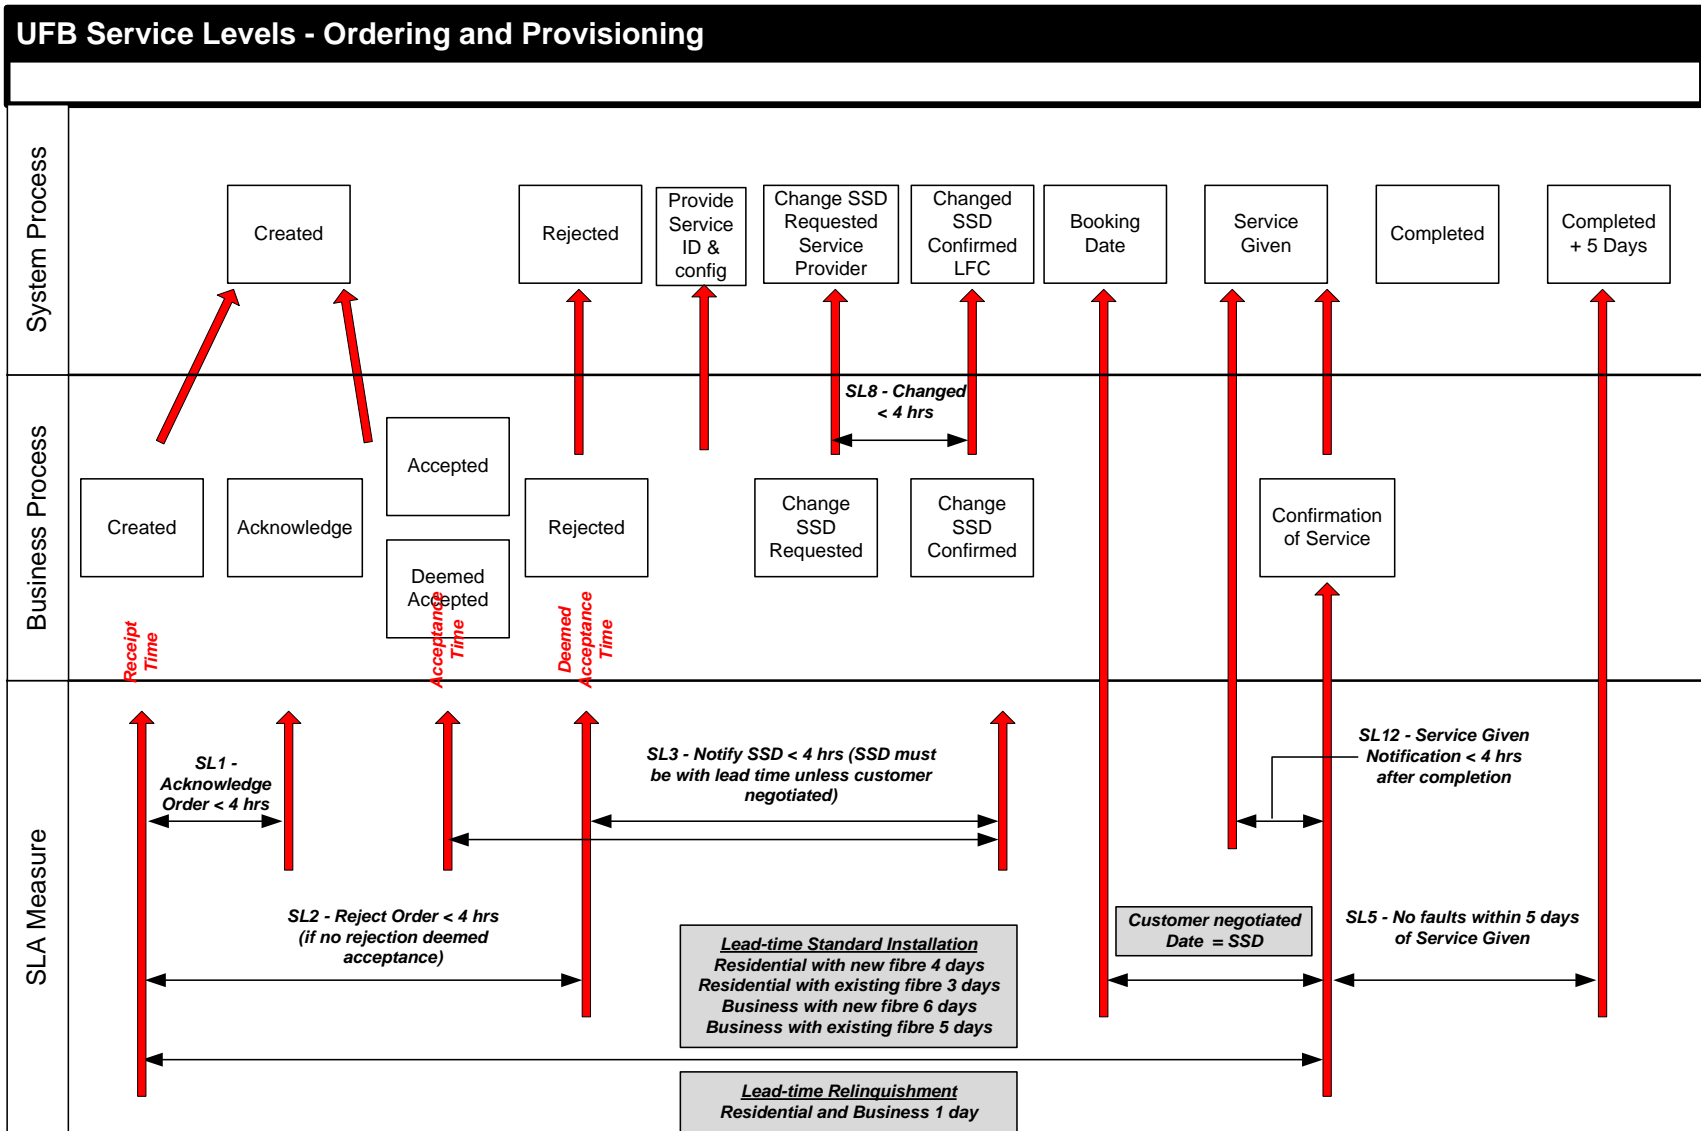 UFB Service Levels - Ordering and Provisioning
System Process
Created
Rejected
Provide
Service
ID &
config
Change SSD
Requested
Service
Provider
Changed
SSD
Confirmed
LFC
Booking
Date
Service
Given
Completed
Completed
+ 5 Days
Business Process
SL8 - Changed
< 4 hrs
Created
Acknowledge
Accepted
Deemed
Accepted
Rejected
Change
SSD
Requested
Change
SSD
Confirmed
Confirmation
of Service
Receipt
Time
Acceptance
Time
Deemed
Acceptance
Time
SLA Measure
SL1 -
Acknowledge
Order < 4 hrs
SL3 - Notify SSD < 4 hrs (SSD must
be with lead time unless customer
negotiated)
SL12 - Service Given
Notification < 4 hrs
after completion
SL2 - Reject Order < 4 hrs
(if no rejection deemed
acceptance)
Customer negotiated
Date = SSD
SL5 - No faults within 5 days
of Service Given
Lead-time Standard Installation
Residential with new fibre 4 days
Residential with existing fibre 3 days
Business with new fibre 6 days
Business with existing fibre 5 days
Lead-time Relinquishment
Residential and Business 1 day